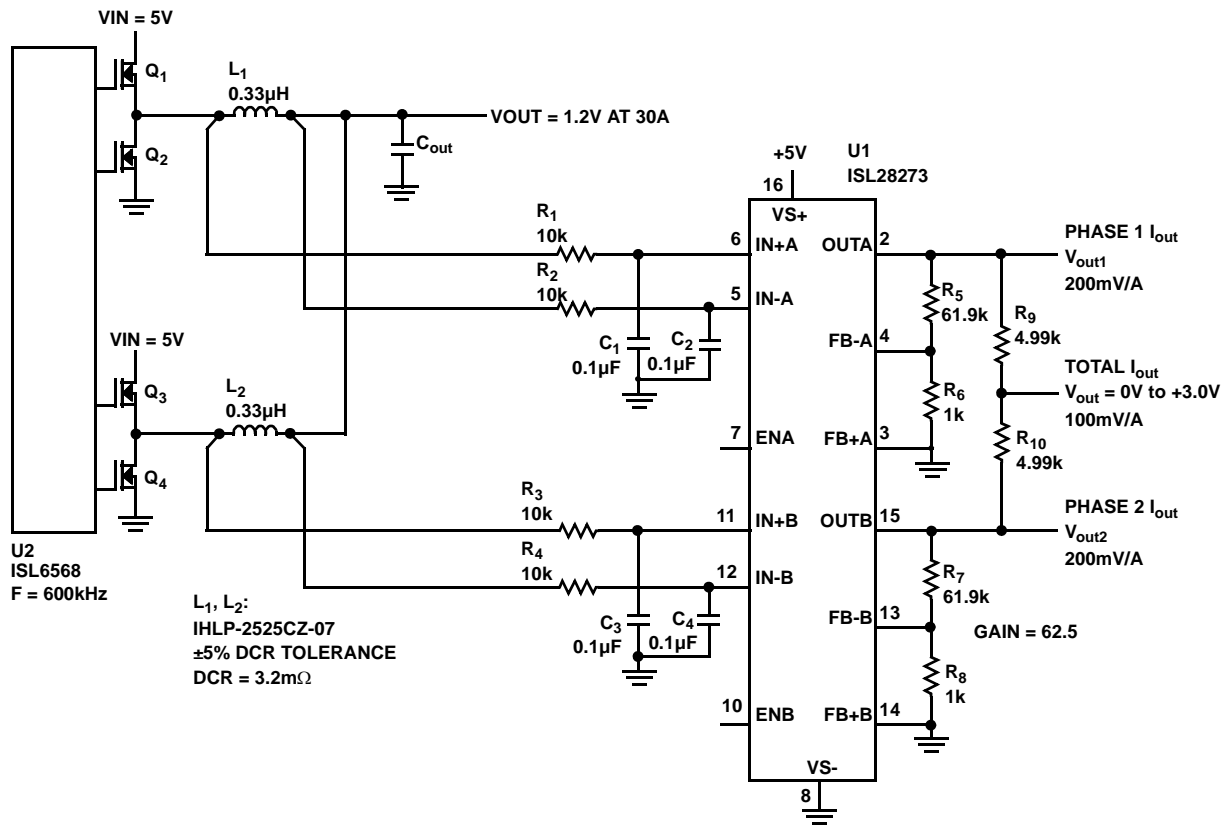 VIN = 5V
Q1
Q2
L1
0.33µH
VOUT = 1.2V AT 30A
Cout
+5V
U1
ISL28273
16
VS+
R1
10k
6
IN+A
OUTA
2
PHASE 1 Iout
Vout1
200mV/A
R2
10k
5
IN-A
R5
61.9k
R9
4.99k
C1
0.1µF
C2
0.1µF
FB-A
4
TOTAL Iout
Vout = 0V to +3.0V
100mV/A
R6
1k
VIN = 5V
Q3
Q4
L2
0.33µH
7
ENA
FB+A
3
R10
4.99k
R3
10k
11
IN+B
OUTB
15
PHASE 2 Iout
Vout2
200mV/A
R4
10k
12
IN-B
R7
61.9k
U2
ISL6568
F = 600kHz
L1, L2:
IHLP-2525CZ-07
±5% DCR TOLERANCE
DCR = 3.2mΩ
C3
0.1µF
C4
0.1µF
FB-B
13
GAIN = 62.5
R8
1k
10
ENB
FB+B
14
VS-
8